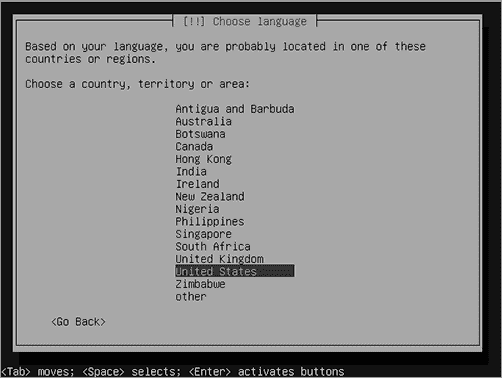 [!!] Choose language
Based on your language, you are probably located in one of these
countries or regions.
Choose a country, territory or area:
Antigua and Barbuda
Australia
Botswana
Canada
Hong Kong
India
Ireland
New Zealand
Nigeria
Philippines
Singapore
South Africa
United Kingdom
United States
Zimbabwe
other
<Go Back>
<Tab> moves; <Space> selects; <Enter> activates buttons